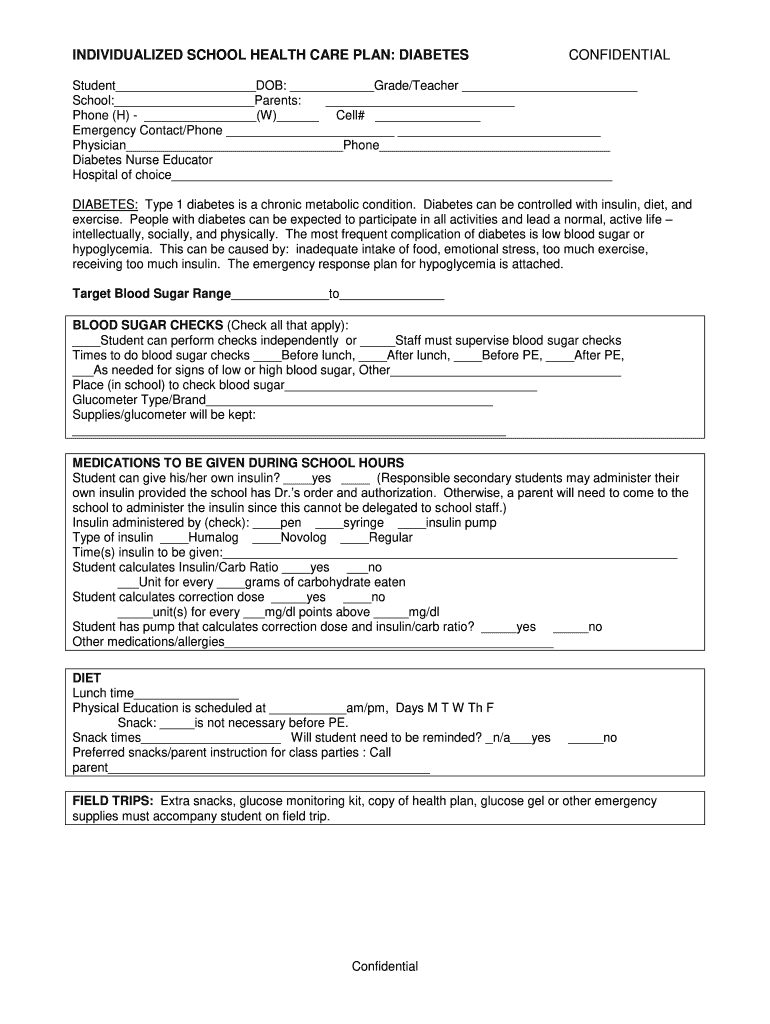 INDIVIDUALIZED SCHOOL HEALTH CARE PLAN: DIABETES CONFIDENTIAL
Student____________________DOB: ____________Grade/Teacher _________________________
School:____________________Parents: ___________________________
Phone (H) - ________________(W)______ Cell# _______________
Emergency Contact/Phone ________________________ _____________________________
Physician_______________________________Phone_________________________________
Diabetes Nurse Educator
Hospital of choice_______________________________________________________________
DIABETES: Type 1 diabetes is a chronic metabolic condition. Diabetes can be controlled with insulin, diet, and
exercise. People with diabetes can be expected to participate in all activities and lead a normal, active life –
intellectually, socially, and physically. The most frequent complication of diabetes is low blood sugar or
hypoglycemia. This can be caused by: inadequate intake of food, emotional stress, too much exercise,
receiving too much insulin. The emergency response plan for hypoglycemia is attached.
Target Blood Sugar Range______________to_______________
BLOOD SUGAR CHECKS (Check all that apply):
____Student can perform checks independently or _____Staff must supervise blood sugar checks
Times to do blood sugar checks ____Before lunch, ____After lunch, ____Before PE, ____After PE,
___As needed for signs of low or high blood sugar, Other_________________________________
Place (in school) to check blood sugar____________________________________
Glucometer Type/Brand_________________________________________
Supplies/glucometer will be kept:
______________________________________________________________
MEDICATIONS TO BE GIVEN DURING SCHOOL HOURS
Student can give his/her own insulin? ____yes ____ (Responsible secondary students may administer their
own insulin provided the school has Dr.'s order and authorization. Otherwise, a parent will need to come to the
school to administer the insulin since this cannot be delegated to school staff.)
Insulin administered by (check): ____pen ____syringe ____insulin pump
Type of insulin ____Humalog ____Novolog ____Regular
Time(s) insulin to be given:_________________________________________________________________
Student calculates Insulin/Carb Ratio ____yes ___no
___Unit for every ____grams of carbohydrate eaten
Student calculates correction dose _____yes ____no
_____unit(s) for every ___mg/dl points above _____mg/dl
Student has pump that calculates correction dose and insulin/carb ratio? _____yes _____no
Other medications/allergies_______________________________________________
DIET
Lunch time_______________
Physical Education is scheduled at ___________am/pm, Days M T W Th F
Snack: _____is not necessary before PE.
Snack times____________________ Will student need to be reminded? _n/a___yes _____no
Preferred snacks/parent instruction for class parties : Call
parent______________________________________________
FIELD TRIPS: Extra snacks, glucose monitoring kit, copy of health plan, glucose gel or other emergency
supplies must accompany student on field trip.
Confidential